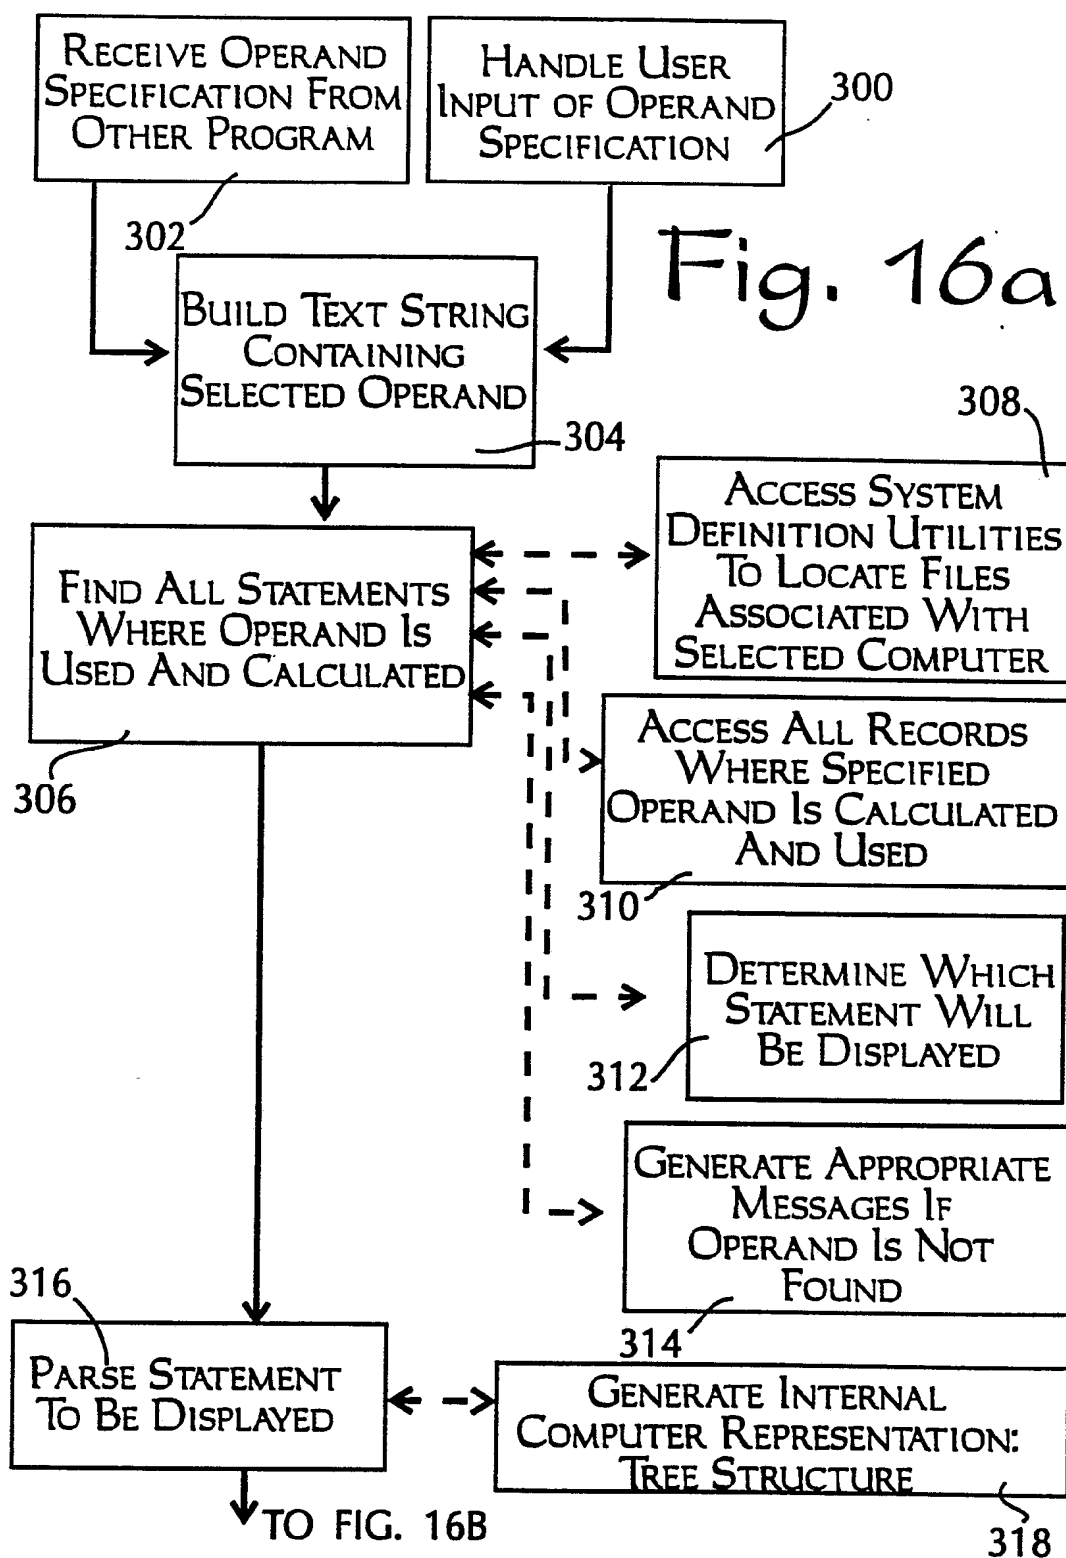 RECEIVE OPERAND
SPECIFICATION FROM
OTHER PROGRAM
302
HANDLE USER
INPUT OF OPERAND
SPECIFICATION
300
Fig. 16a
BUILD TEXT STRING
CONTAINING
SELECTED OPERAND
304
308
ACCESS SYSTEM
DEFINITION UTILITIES
TO LOCATE FILES
ASSOCIATED WITH
SELECTED COMPUTER
FIND ALL STATEMENTS
WHERE OPERAND IS
USED AND CALCULATED
306
ACCESS ALL RECORDS
WHERE SPECIFIED
OPERAND IS CALCULATED
AND USED
310
DETERMINE WHICH
STATEMENT WILL
BE DISPLAYED
312
GENERATE APPROPRIATE
MESSAGES IF
OPERAND IS NOT
FOUND
314
316
PARSE STATEMENT
TO BE DISPLAYED
GENERATE INTERNAL
COMPUTER REPRESENTATION:
TREE STRUCTURE
318
TO FIG. 16B